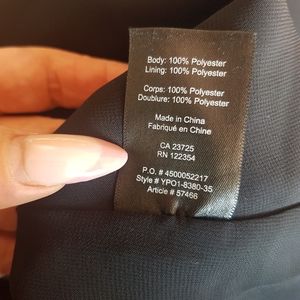 Body: 100% Polyester
Lining: 100% Polyester
Corps: 100% Polyester
Doublure: 100% Polyester
Made in China
Fabriqué en Chine
CA 23725
RN 122354
P.O. # 4500052217
Style # YPO1-8380-35
Article # 57466